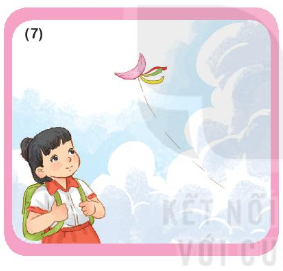 (7)
KẾT NỐI
VỚI CU